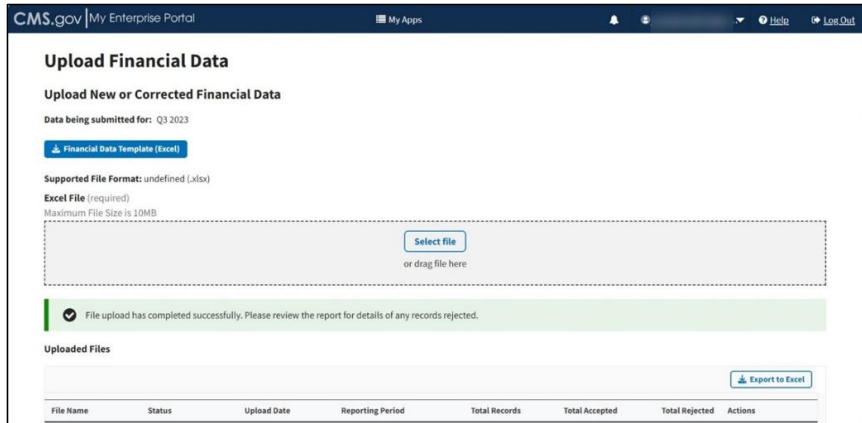 CMS.gov My Enterprise Portal My Apps Help Log Out
Upload Financial Data
Upload New or Corrected Financial Data
Data being submitted for: Q3 2023
Financial Data Template (Excel)
Supported File Format: undefined (.xlsx)
Excel File (required)
Maximum File Size is 10MB
Select file
or drag file here
File upload has completed successfully. Please review the report for details of any records rejected.
Uploaded Files
Export to Excel
File Name Status Upload Date Reporting Period Total Records Total Accepted Total Rejected Actions